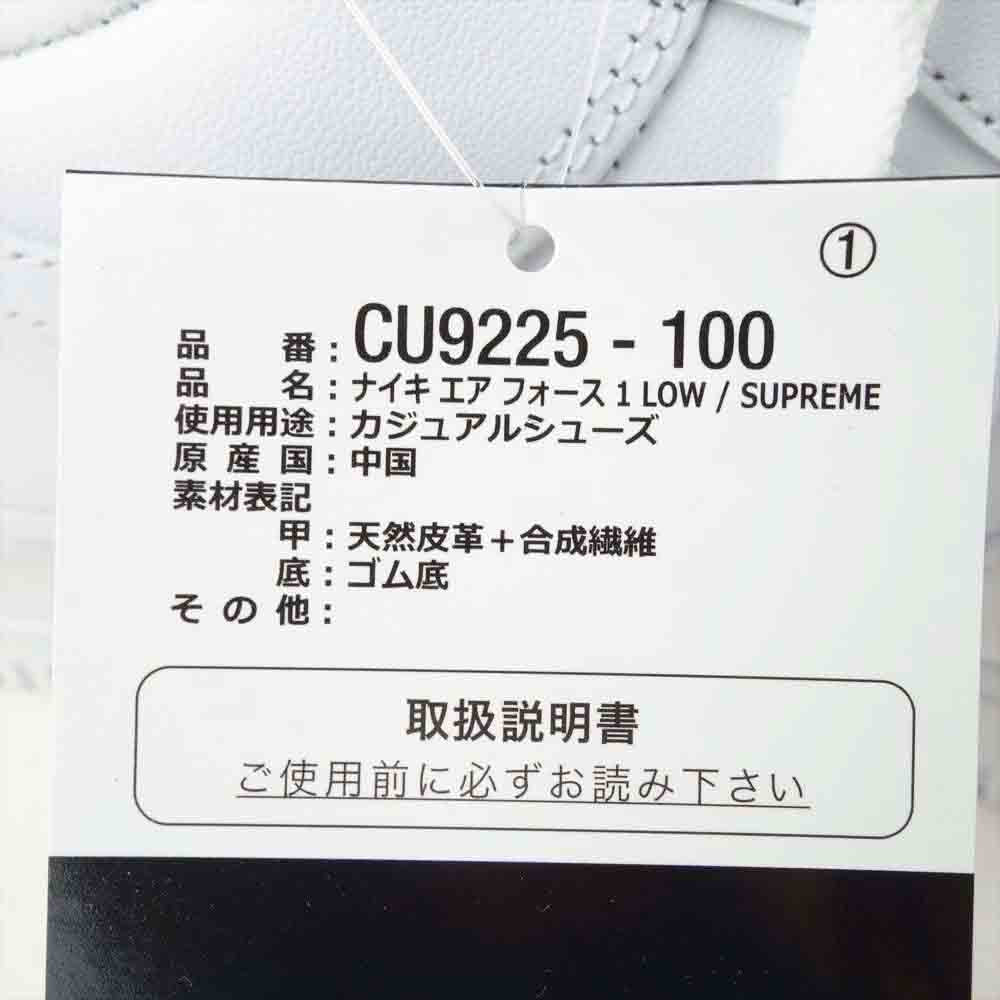 ①
品番：CU9225 - 100
品名：ナイキ エア フォース 1 LOW / SUPREME
使用用途：カジュアルシューズ
原産国：中国
素材表記
甲：天然皮革＋合成繊維
底：ゴム底
その他：
取扱説明書
ご使用前に必ずお読み下さい